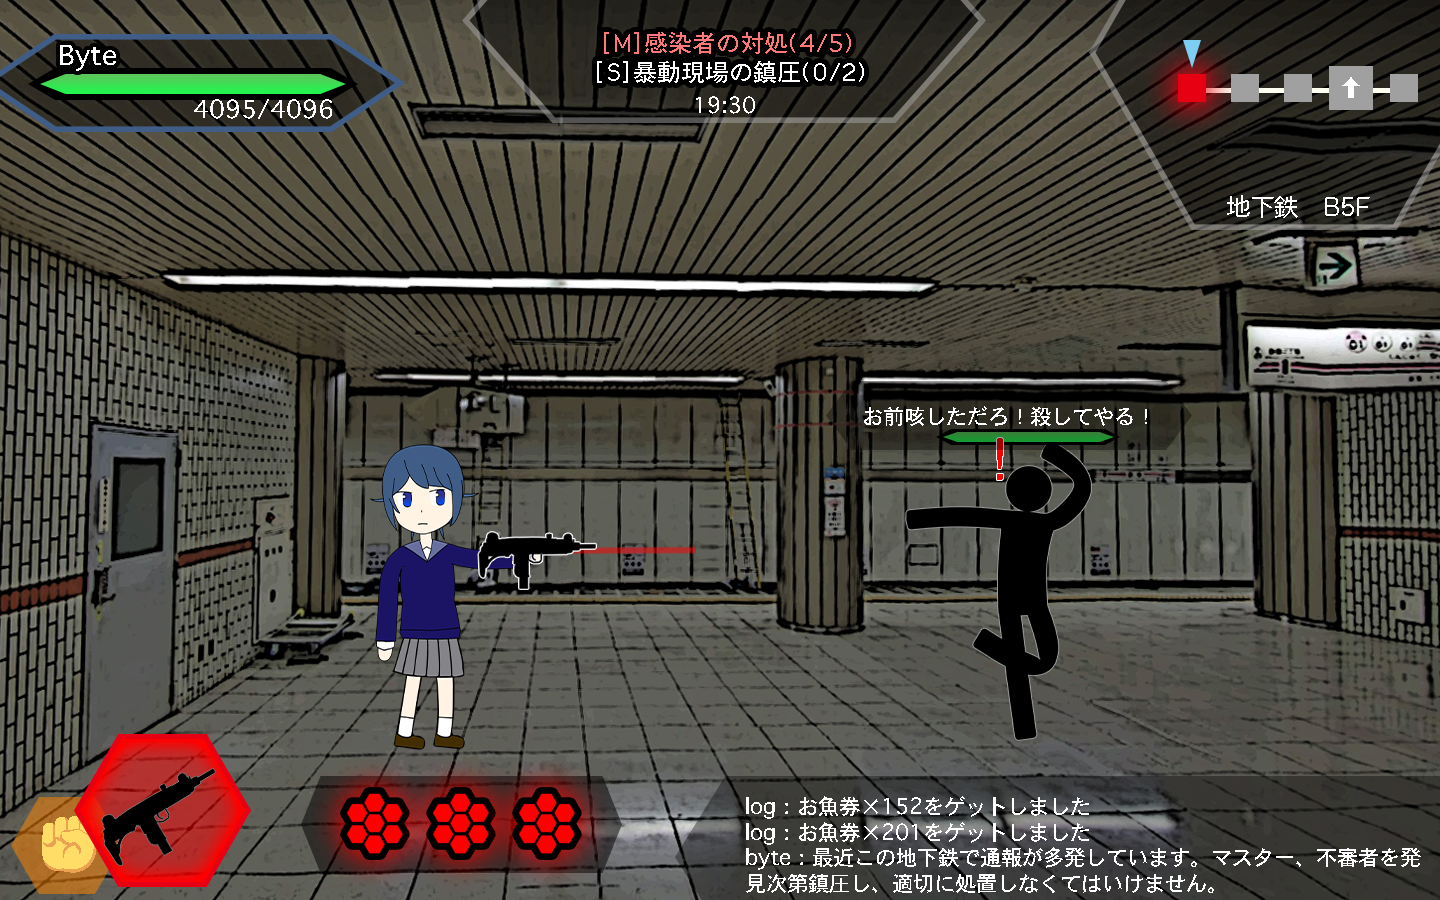 Byte
4095/4096
[M]感染者の対処(4/5)
[S]暴動現場の鎮圧(0/2)
19:30
地下鉄　B5F
お前咳しただろ！殺してやる！
!
log：お魚券×152をゲットしました
log：お魚券×201をゲットしました
byte：最近この地下鉄で通報が多発しています。マスター、不審者を発
見次第鎮圧し、適切に処置しなくてはいけません。